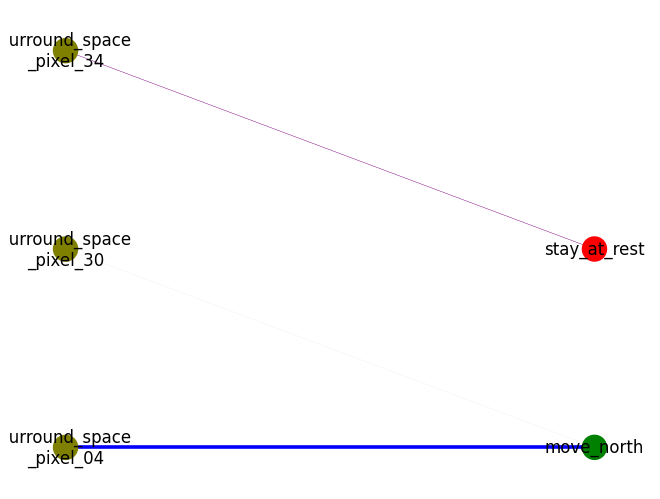 urround_space
_pixel_34
urround_space
_pixel_30
stay_at_rest
urround_space
_pixel_04
move_north